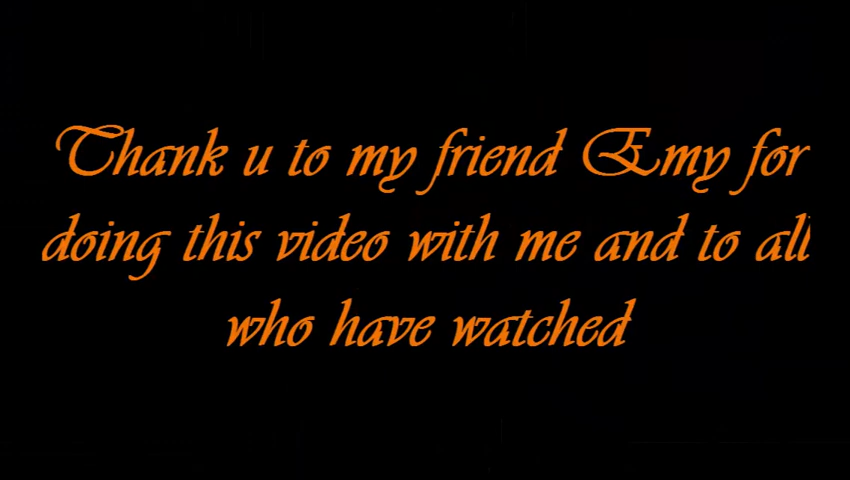 Thank u to my friend Emy for
doing this video with me and to all
who have watched